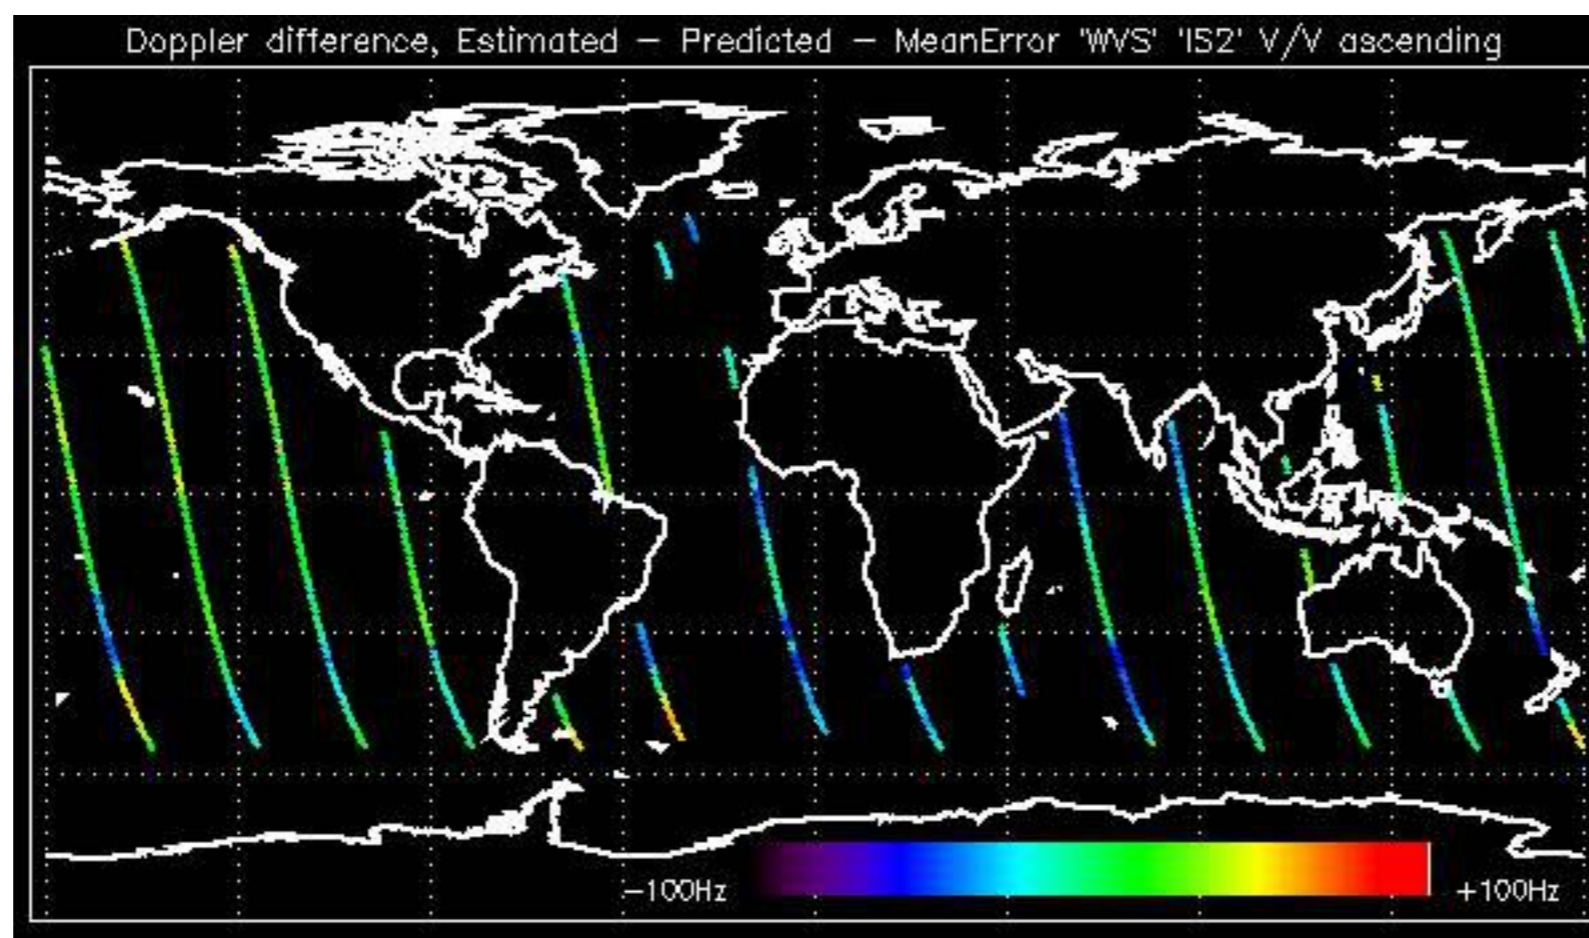 Doppler difference, Estimated – Predicted – MeanError 'WVS' 'IS2' V/V ascending
–100Hz +100Hz